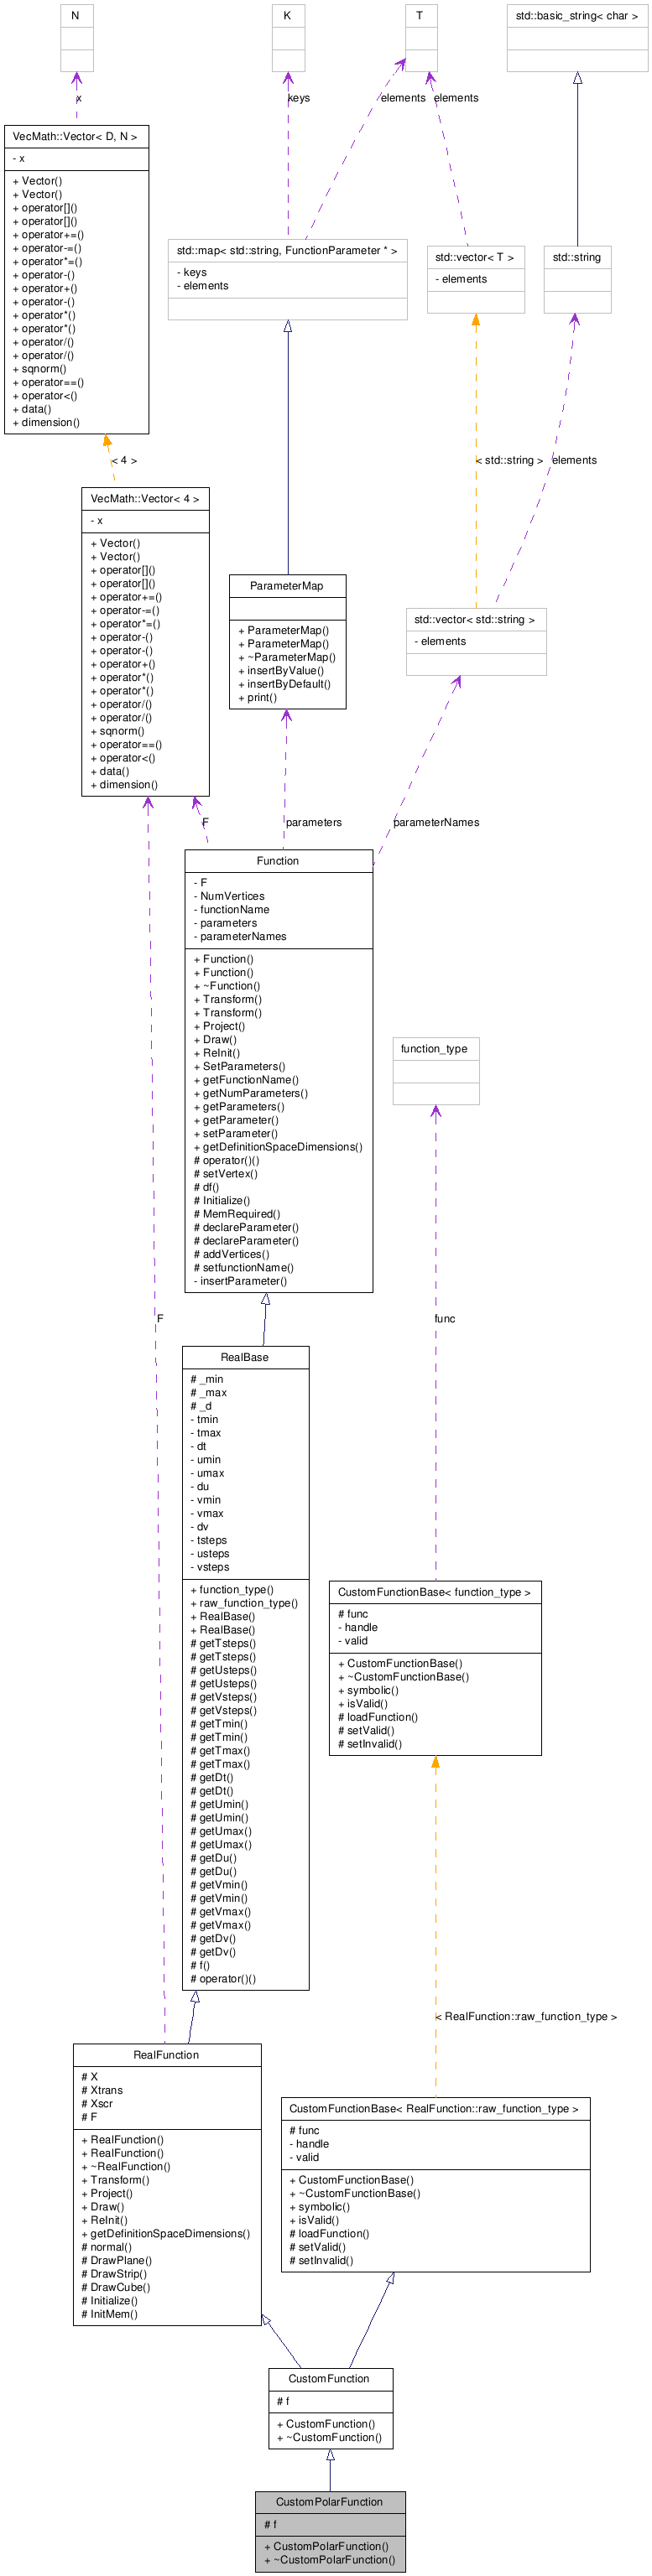 N
K
T
std::basic_string< char >
x
keys
elements
elements
VecMath::Vector< D, N >
- x
+ Vector()
+ Vector()
+ operator[]()
+ operator[]()
+ operator+=()
+ operator-=()
+ operator*=()
+ operator-()
+ operator+()
+ operator-()
+ operator*()
+ operator*()
+ operator/()
+ operator/()
+ sqnorm()
+ operator==()
+ operator<()
+ data()
+ dimension()
std::map< std::string, FunctionParameter * >
- keys
- elements
std::vector< T >
- elements
std::string
< 4 >
< std::string >
elements
VecMath::Vector< 4 >
- x
+ Vector()
+ Vector()
+ operator[]()
+ operator[]()
+ operator+=()
+ operator-=()
+ operator*=()
+ operator-()
+ operator-()
+ operator+()
+ operator*()
+ operator*()
+ operator/()
+ operator/()
+ sqnorm()
+ operator==()
+ operator<()
+ data()
+ dimension()
ParameterMap
+ ParameterMap()
+ ParameterMap()
+ ~ParameterMap()
+ insertByValue()
+ insertByDefault()
+ print()
std::vector< std::string >
- elements
F
parameters
parameterNames
Function
- F
- NumVertices
- functionName
- parameters
- parameterNames
+ Function()
+ Function()
+ ~Function()
+ Transform()
+ Transform()
+ Project()
+ Draw()
+ ReInit()
+ SetParameters()
+ getFunctionName()
+ getNumParameters()
+ getParameters()
+ getParameter()
+ setParameter()
+ getDefinitionSpaceDimensions()
# operator()()
# setVertex()
# df()
# Initialize()
# MemRequired()
# declareParameter()
# declareParameter()
# addVertices()
# setfunctionName()
- insertParameter()
function_type
F
func
RealBase
# _min
# _max
# _d
- tmin
- tmax
- dt
- umin
- umax
- du
- vmin
- vmax
- dv
- tsteps
- usteps
- vsteps
+ function_type()
+ raw_function_type()
+ RealBase()
+ RealBase()
# getTsteps()
# getTsteps()
# getUsteps()
# getUsteps()
# getVsteps()
# getVsteps()
# getTmin()
# getTmin()
# getTmax()
# getTmax()
# getDt()
# getDt()
# getUmin()
# getUmin()
# getUmax()
# getUmax()
# getDu()
# getDu()
# getVmin()
# getVmin()
# getVmax()
# getVmax()
# getDv()
# getDv()
# f()
# operator()()
CustomFunctionBase< function_type >
# func
- handle
- valid
+ CustomFunctionBase()
+ ~CustomFunctionBase()
+ symbolic()
+ isValid()
# loadFunction()
# setValid()
# setInvalid()
< RealFunction::raw_function_type >
RealFunction
# X
# Xtrans
# Xscr
# F
+ RealFunction()
+ RealFunction()
+ ~RealFunction()
+ Transform()
+ Project()
+ Draw()
+ ReInit()
+ getDefinitionSpaceDimensions()
# normal()
# DrawPlane()
# DrawStrip()
# DrawCube()
# Initialize()
# InitMem()
CustomFunctionBase< RealFunction::raw_function_type >
# func
- handle
- valid
+ CustomFunctionBase()
+ ~CustomFunctionBase()
+ symbolic()
+ isValid()
# loadFunction()
# setValid()
# setInvalid()
CustomFunction
# f
+ CustomFunction()
+ ~CustomFunction()
CustomPolarFunction
# f
+ CustomPolarFunction()
+ ~CustomPolarFunction()